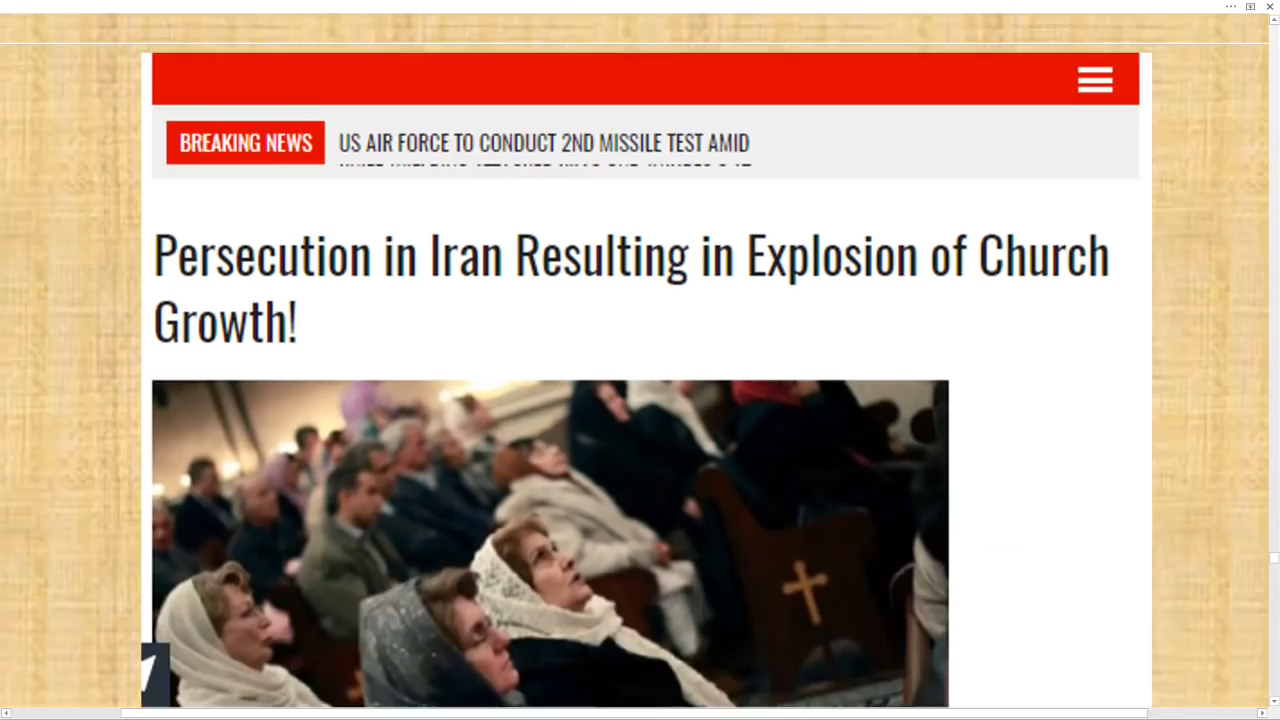 BREAKING NEWS US AIR FORCE TO CONDUCT 2ND MISSILE TEST AMID
Persecution in Iran Resulting in Explosion of Church
Growth!